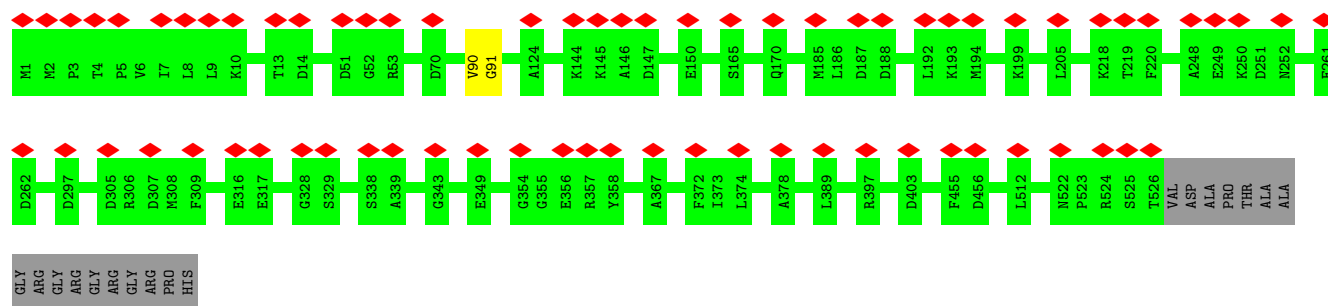 M1 M2 P3 T4 P5 V6 I7 L8 L9 K10 T13 D14 D51 G52 R53 D70 V90 G91 A124 K144 K145 A146 D147 E150 S165 Q170 M185 L186 D187 D188 L192 K193 M194 K199 L205 K218 T219 F220 A248 E249 K250 D251 N252
D262 D297 D305 R306 D307 M308 F309 E316 E317 G328 S329 S338 A339 G343 E349 G354 G355 E356 R357 Y358 A367 F372 I373 L374 A378 L389 R397 D403 F455 D456 L512 N522 P523 R524 S525 T526 VAL ASP ALA PRO THR ALA ALA
GLY ARG GLY ARG GLY ARG GLY ARG PRO HIS